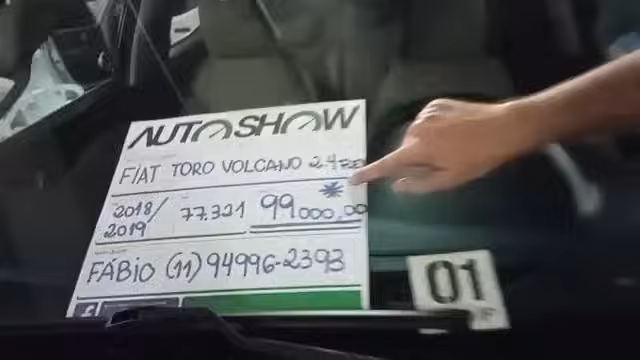 AUTOSHOW
FIAT TORO VOLCANO 2.4
2018/2019 77.321 99.000,00
*
FÁBIO (11) 94996-2393
01